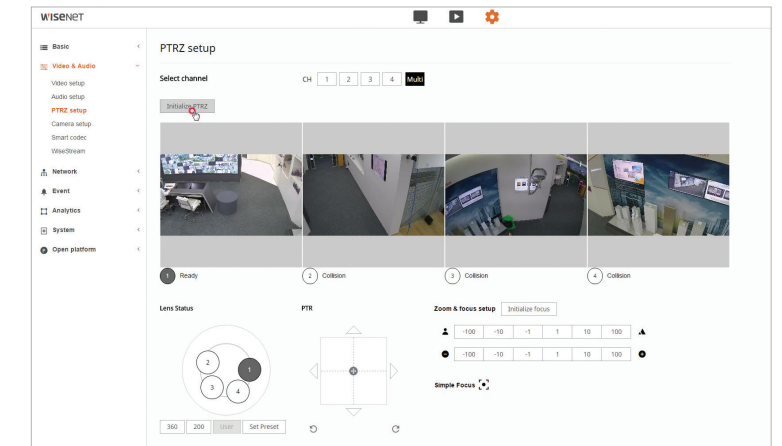 WISENET
Basic
PTRZ setup
Video & Audio
Video setup
Audio setup
PTRZ setup
Camera setup
Smart codec
WiseStream
Network
Event
Analytics
System
Open platform
Select channel
CH 1 2 3 4 Multi
Initialize PTRZ
1 Ready
2 Collision
3 Collision
4 Collision
Lens Status
PTR
Zoom & focus setup Initialize focus
-100 -10 -1 1 10 100
-100 -10 -1 1 10 100
Simple Focus
2 1
3 4
360 200 User Set Preset